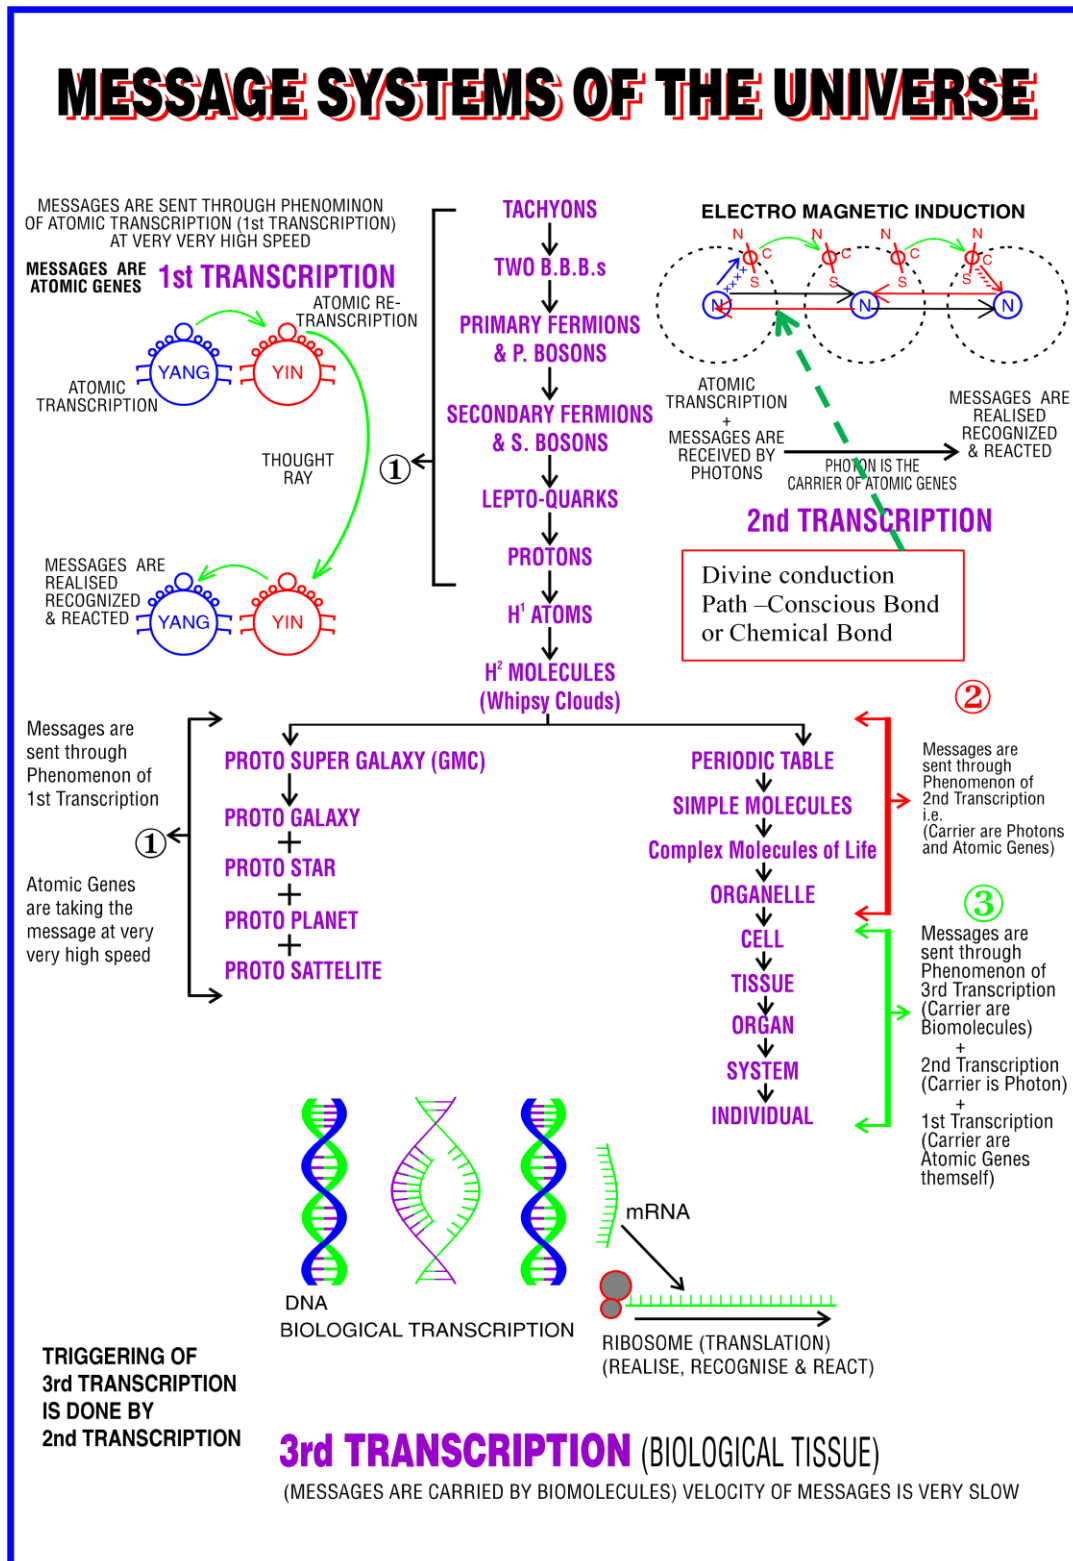 MESSAGE SYSTEMS OF THE UNIVERSE
MESSAGES ARE SENT THROUGH PHENOMINON
OF ATOMIC TRANSCRIPTION (1st TRANSCRIPTION)
AT VERY VERY HIGH SPEED
MESSAGES ARE
ATOMIC GENES
1st TRANSCRIPTION
ATOMIC RE-
TRANSCRIPTION
YANG
YIN
ATOMIC
TRANSCRIPTION
THOUGHT
RAY
MESSAGES ARE
REALISED
RECOGNIZED
& REACTED
YANG
YIN
①
TACHYONS
TWO B.B.B.s
PRIMARY FERMIONS
& P. BOSONS
SECONDARY FERMIONS
& S. BOSONS
LEPTO-QUARKS
PROTONS
H¹ ATOMS
H² MOLECULES
(Whipsy Clouds)
ELECTRO MAGNETIC INDUCTION
N
N
N
N
C
C
C
C
S
S
S
S
++++
N
N
N
ATOMIC
TRANSCRIPTION
+
MESSAGES ARE
RECEIVED BY
PHOTONS
PHOTON IS THE
CARRIER OF ATOMIC GENES
MESSAGES ARE
REALISED
RECOGNIZED
& REACTED
2nd TRANSCRIPTION
Divine conduction
Path –Conscious Bond
or Chemical Bond
Messages are
sent through
Phenomenon of
1st Transcription
①
Atomic Genes
are taking the
message at very
very high speed
PROTO SUPER GALAXY (GMC)
PROTO GALAXY
+
PROTO STAR
+
PROTO PLANET
+
PROTO SATTELITE
PERIODIC TABLE
SIMPLE MOLECULES
Complex Molecules of Life
ORGANELLE
CELL
TISSUE
ORGAN
SYSTEM
INDIVIDUAL
②
Messages are
sent through
Phenomenon of
2nd Transcription
i.e.
(Carrier are Photons
and Atomic Genes)
③
Messages are
sent through
Phenomenon of
3rd Transcription
(Carrier are
Biomolecules)
+
2nd Transcription
(Carrier is Photon)
+
1st Transcription
(Carrier are
Atomic Genes
themself)
mRNA
DNA
BIOLOGICAL TRANSCRIPTION
RIBOSOME (TRANSLATION)
(REALISE, RECOGNISE & REACT)
TRIGGERING OF
3rd TRANSCRIPTION
IS DONE BY
2nd TRANSCRIPTION
3rd TRANSCRIPTION (BIOLOGICAL TISSUE)
(MESSAGES ARE CARRIED BY BIOMOLECULES) VELOCITY OF MESSAGES IS VERY SLOW